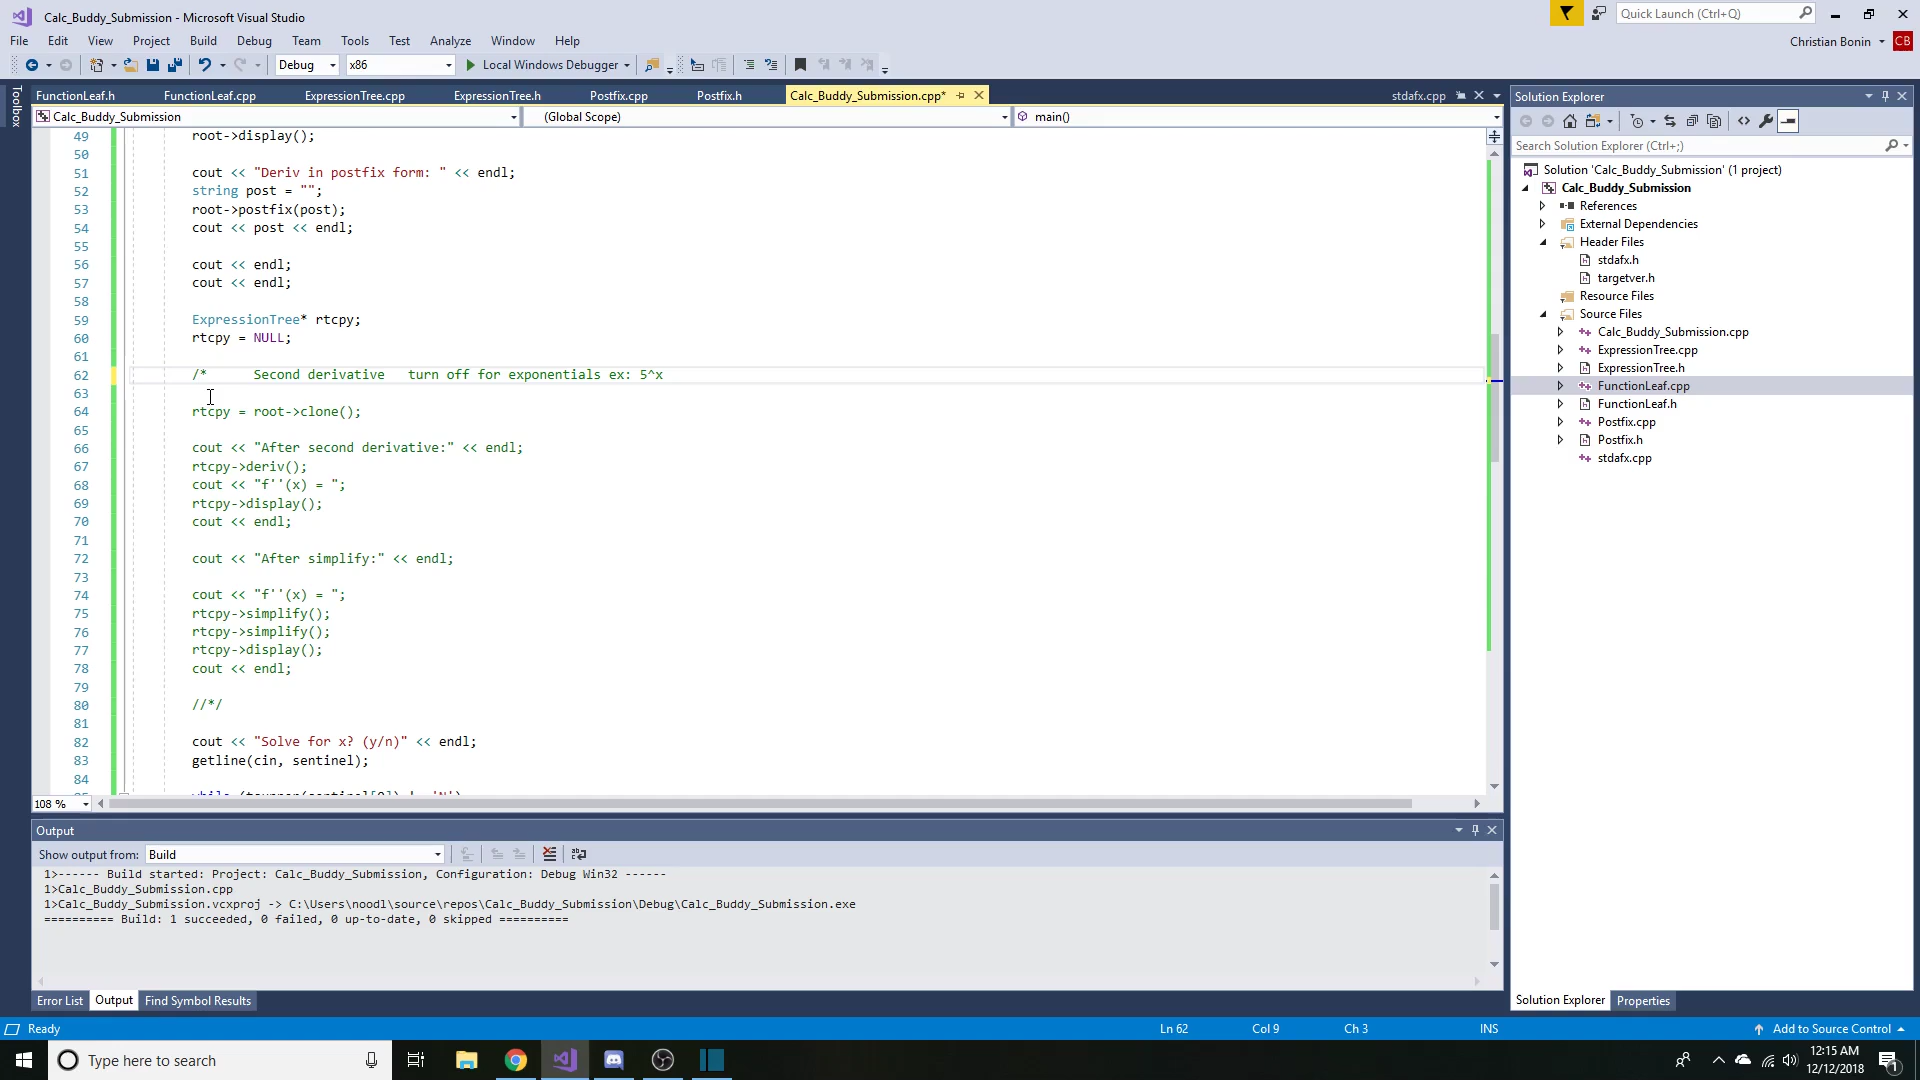 Calc_Buddy_Submission - Microsoft Visual Studio
Quick Launch (Ctrl+Q)
File Edit View Project Build Debug Team Tools Test Analyze Window Help
Christian Bonin CB
Debug x86 Local Windows Debugger
Toolbox
FunctionLeaf.h FunctionLeaf.cpp ExpressionTree.cpp ExpressionTree.h Postfix.cpp Postfix.h Calc_Buddy_Submission.cpp* stdafx.cpp
Calc_Buddy_Submission (Global Scope) main()
49 root->display();
50
51 cout << "Deriv in postfix form: " << endl;
52 string post = "";
53 root->postfix(post);
54 cout << post << endl;
55
56 cout << endl;
57 cout << endl;
58
59 ExpressionTree* rtcpy;
60 rtcpy = NULL;
61
62 /* Second derivative turn off for exponentials ex: 5^x
63
64 rtcpy = root->clone();
65
66 cout << "After second derivative:" << endl;
67 rtcpy->deriv();
68 cout << "f''(x) = ";
69 rtcpy->display();
70 cout << endl;
71
72 cout << "After simplify:" << endl;
73
74 cout << "f''(x) = ";
75 rtcpy->simplify();
76 rtcpy->simplify();
77 rtcpy->display();
78 cout << endl;
79
80 //*/
81
82 cout << "Solve for x? (y/n)" << endl;
83 getline(cin, sentinel);
84
108 %
Solution Explorer
Search Solution Explorer (Ctrl+;)
Solution 'Calc_Buddy_Submission' (1 project)
Calc_Buddy_Submission
References
External Dependencies
Header Files
stdafx.h
targetver.h
Resource Files
Source Files
Calc_Buddy_Submission.cpp
ExpressionTree.cpp
ExpressionTree.h
FunctionLeaf.cpp
FunctionLeaf.h
Postfix.cpp
Postfix.h
stdafx.cpp
Solution Explorer Properties
Output
Show output from: Build
1>------ Build started: Project: Calc_Buddy_Submission, Configuration: Debug Win32 ------
1>Calc_Buddy_Submission.cpp
1>Calc_Buddy_Submission.vcxproj -> C:\Users\noodl\source\repos\Calc_Buddy_Submission\Debug\Calc_Buddy_Submission.exe
========== Build: 1 succeeded, 0 failed, 0 up-to-date, 0 skipped ==========
Error List Output Find Symbol Results
Ready Ln 62 Col 9 Ch 3 INS Add to Source Control
Type here to search
12:15 AM
12/12/2018
1